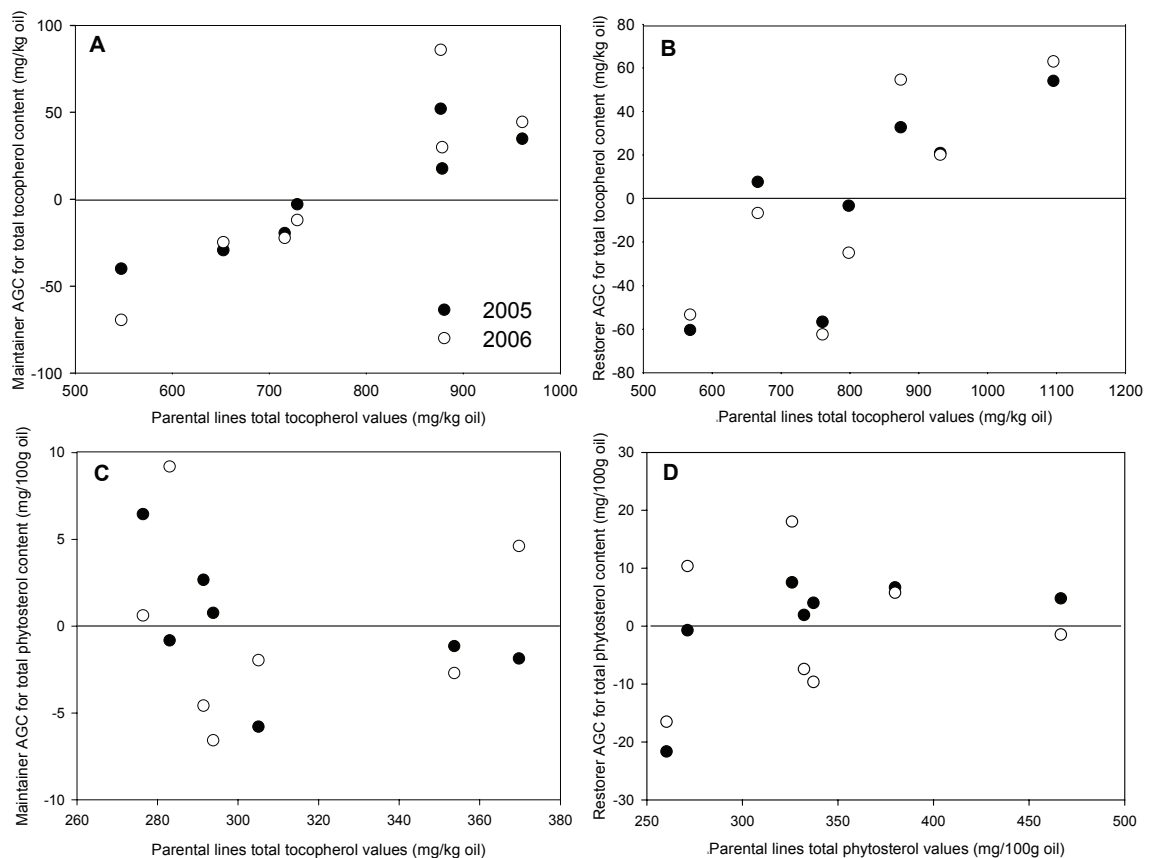 Maintainer AGC for total tocopherol content (mg/kg oil)
A
100
50
0
-50
-100
500 600 700 800 900 1000
2005
2006
Parental lines total tocopherol values (mg/kg oil)
Restorer AGC for total tocopherol content (mg/kg oil)
B
80
60
40
20
0
-20
-40
-60
-80
500 600 700 800 900 1000 1100 1200
.Parental lines total tocopherol values (mg/kg oil)
Maintainer AGC for total phytosterol content (mg/100g oil)
C
10
5
0
-5
-10
260 280 300 320 340 360 380
Parental lines total tocopherol values (mg/kg oil)
Restorer AGC for total phytosterol content (mg/100g oil)
D
30
20
10
0
-10
-20
-30
250 300 350 400 450 500
.Parental lines total phytosterol values (mg/100g oil)